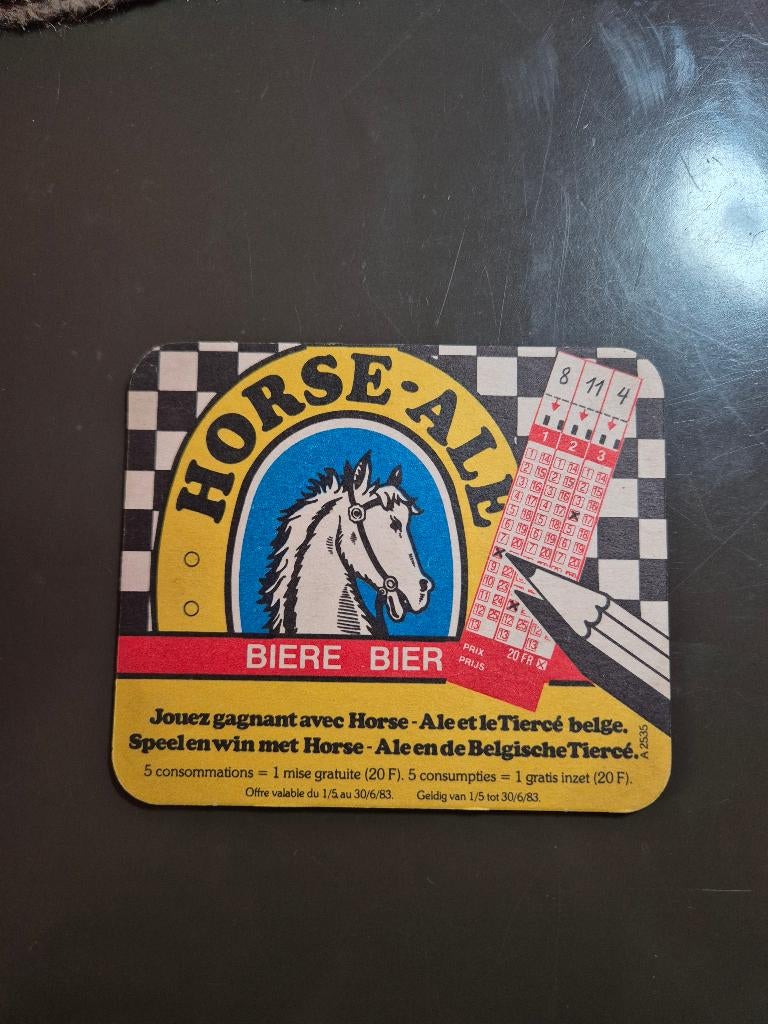 HORSE-ALE
8 11 4
1 2 3
BIERE BIER
PRIX 20 FR
PRIJS
Jouez gagnant avec Horse-Ale et le Tiercé belge.
Speel en win met Horse-Ale en de Belgische Tiercé.
A 2535
5 consommations = 1 mise gratuite (20 F). 5 consumpties = 1 gratis inzet (20 F).
Offre valable du 1/5 au 30/6/83. Geldig van 1/5 tot 30/6/83.